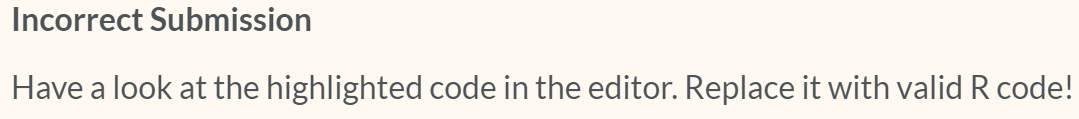 Incorrect Submission
Have a look at the highlighted code in the editor. Replace it with valid R code!